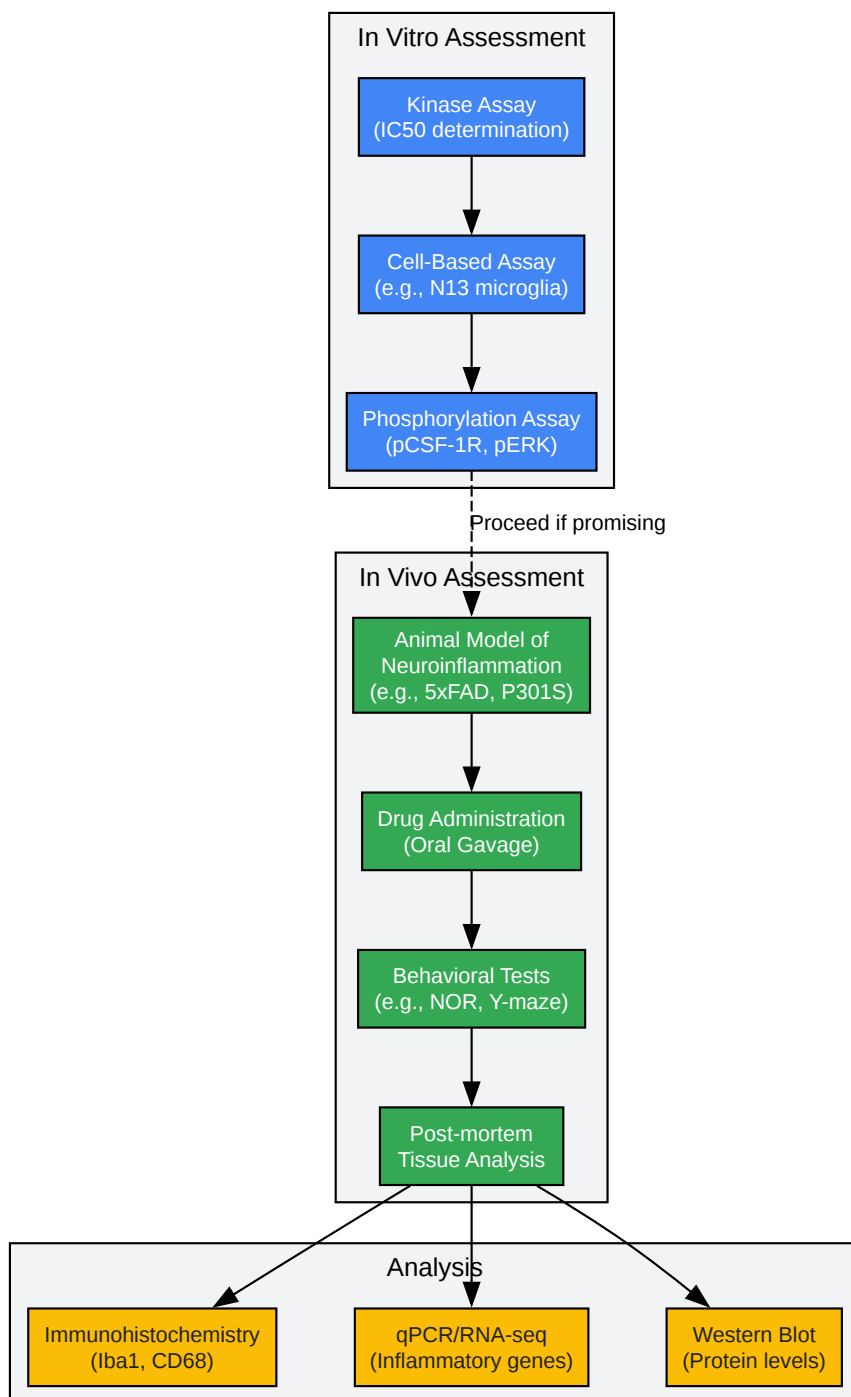 In Vitro Assessment
Kinase Assay
(IC50 determination)
Cell-Based Assay
(e.g., N13 microglia)
Phosphorylation Assay
(pCSF-1R, pERK)
Proceed if promising
In Vivo Assessment
Animal Model of
Neuroinflammation
(e.g., 5xFAD, P301S)
Drug Administration
(Oral Gavage)
Behavioral Tests
(e.g., NOR, Y-maze)
Post-mortem
Tissue Analysis
Analysis
Immunohistochemistry
(Iba1, CD68)
qPCR/RNA-seq
(Inflammatory genes)
Western Blot
(Protein levels)